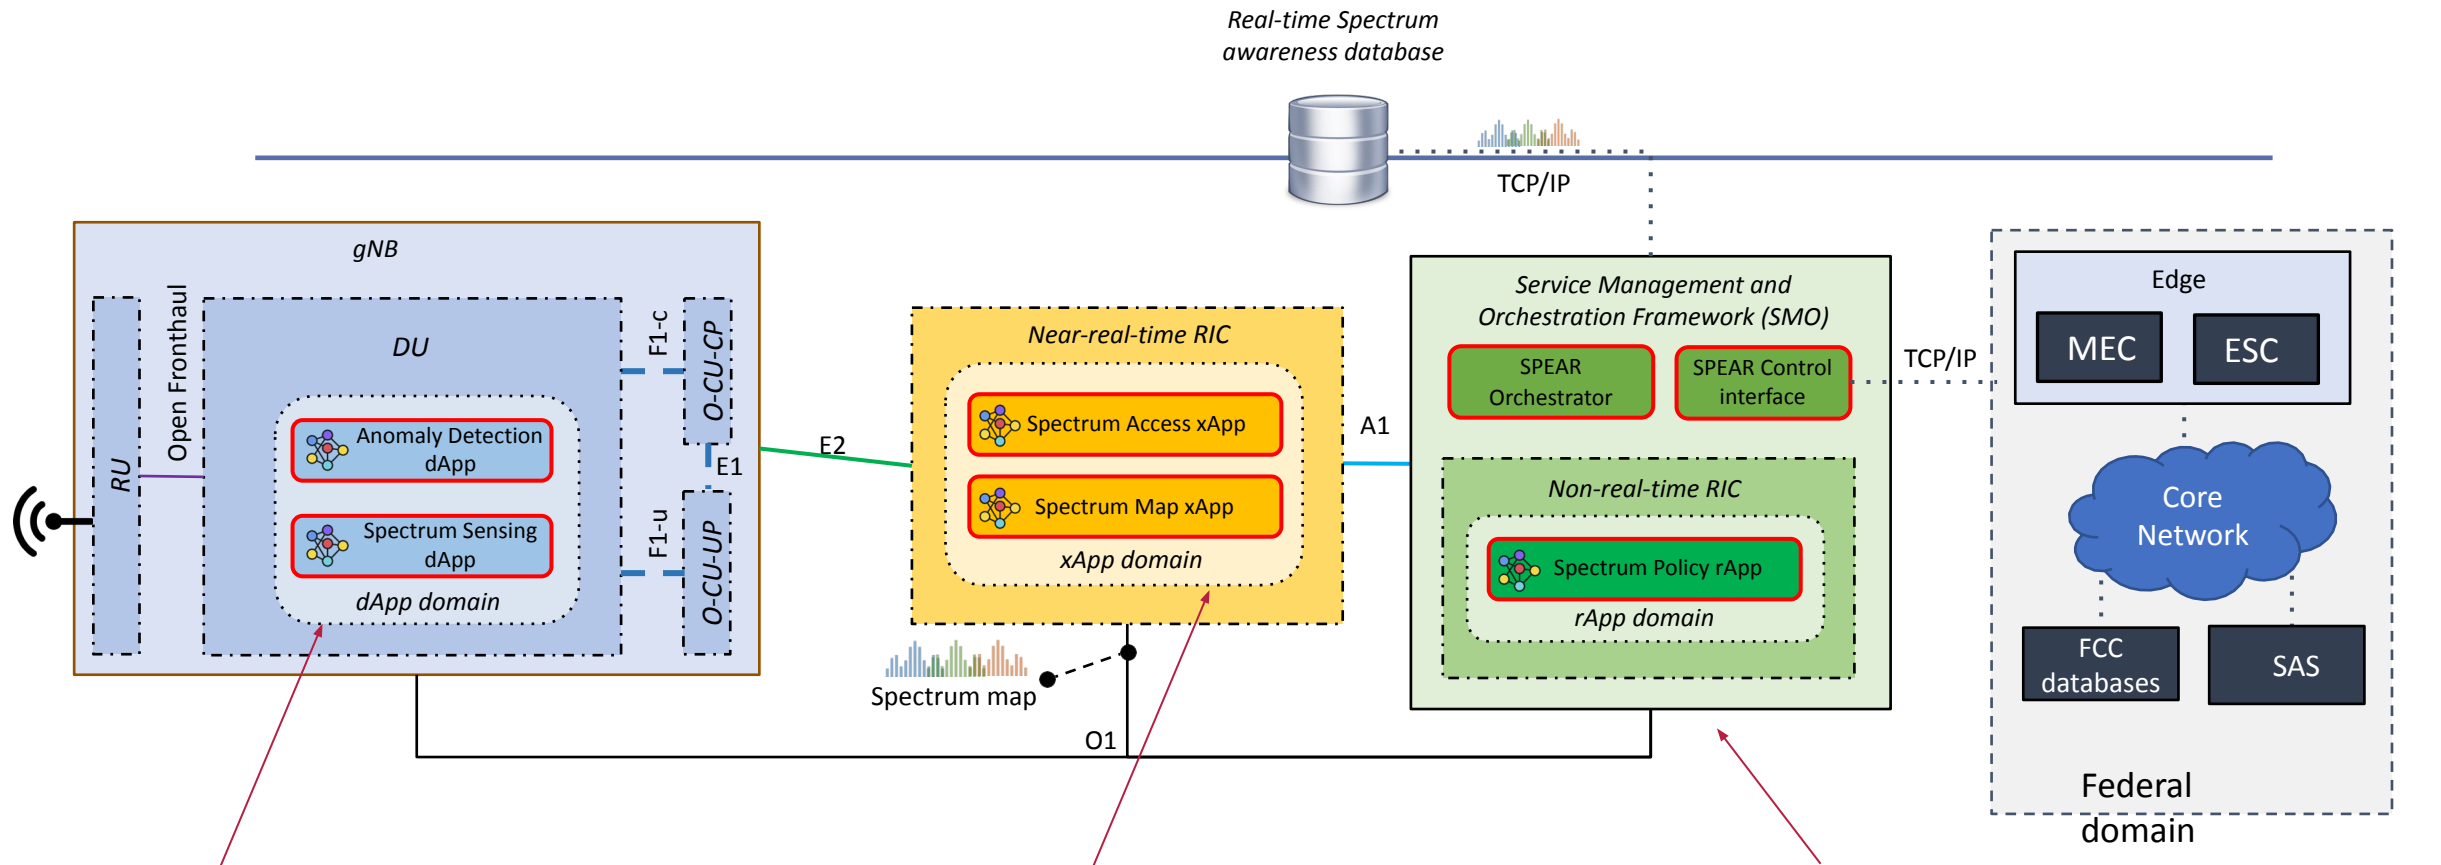 Real-time Spectrum
awareness database
TCP/IP
gNB
RU
Open Fronthaul
DU
Anomaly Detection
dApp
Spectrum Sensing
dApp
dApp domain
F1-c
F1-u
O-CU-CP
E1
O-CU-UP
E2
Near-real-time RIC
Spectrum Access xApp
Spectrum Map xApp
xApp domain
Spectrum map
O1
A1
Service Management and
Orchestration Framework (SMO)
SPEAR
Orchestrator
SPEAR Control
interface
Non-real-time RIC
Spectrum Policy rApp
rApp domain
TCP/IP
Edge
MEC
ESC
Core
Network
FCC
databases
SAS
Federal
domain